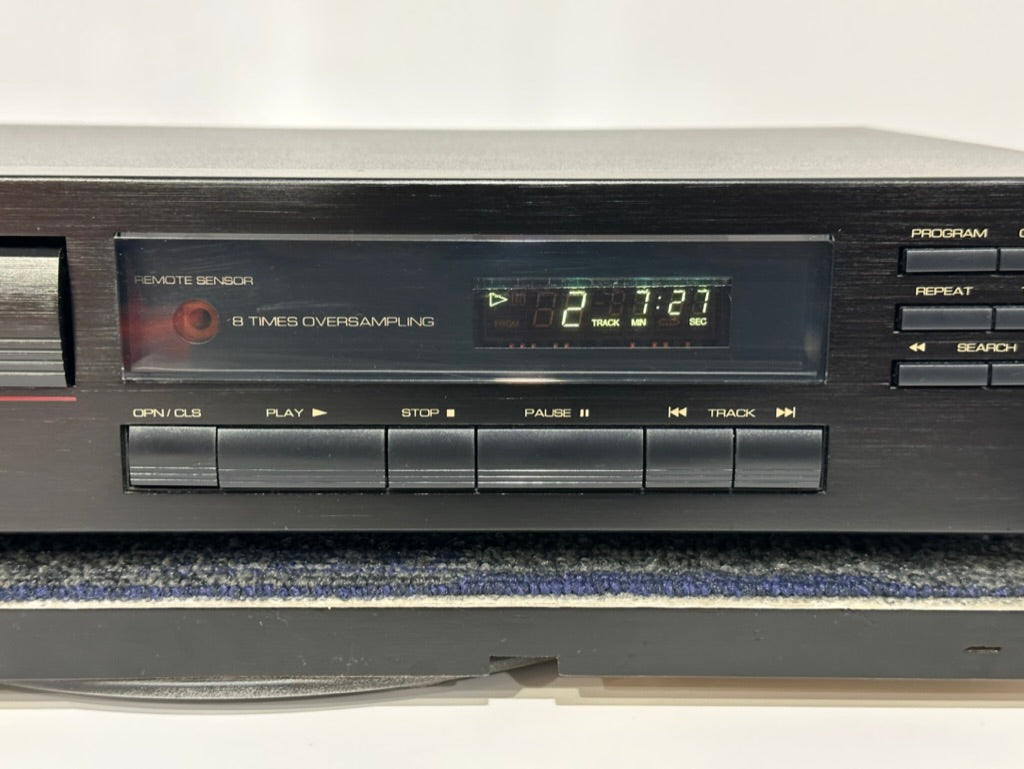 PROGRAM
REMOTE SENSOR
REPEAT
2 7:27
TRACK MIN SEC
8 TIMES OVERSAMPLING
SEARCH
OPN/CLS PLAY STOP PAUSE TRACK